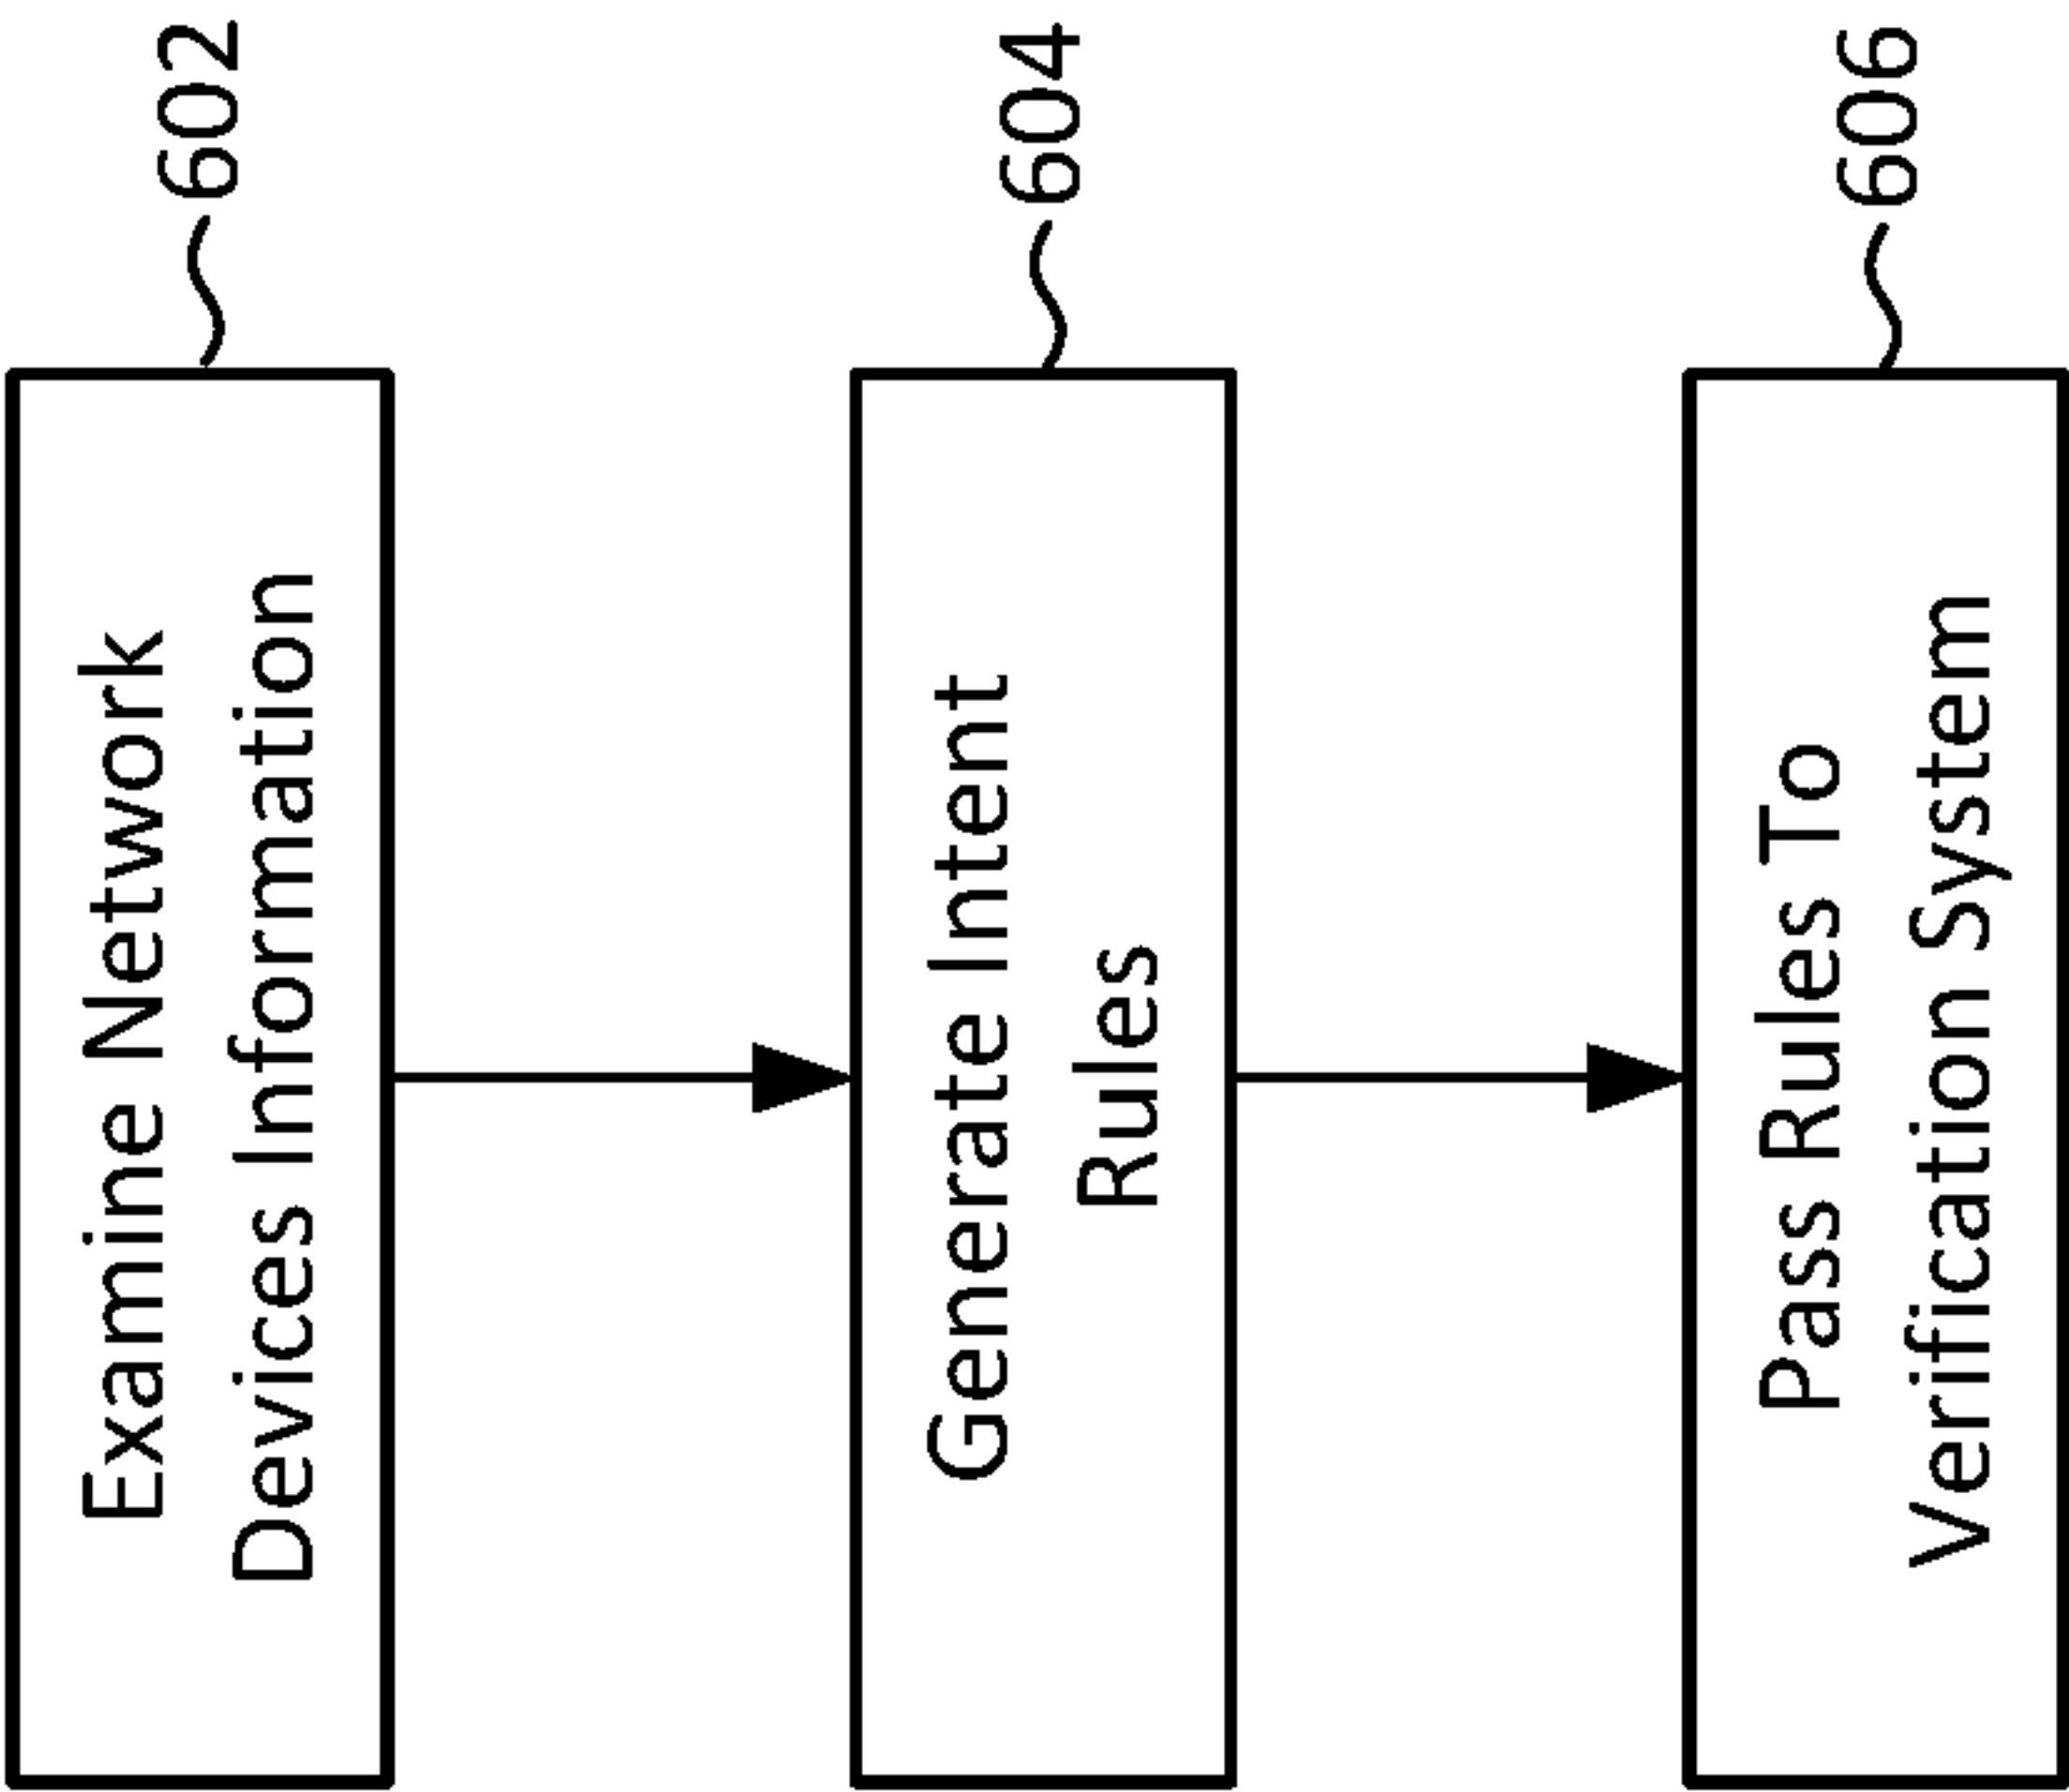 Examine Network
Devices Information
602
Generate Intent
Rules
604
Pass Rules To
Verification System
606